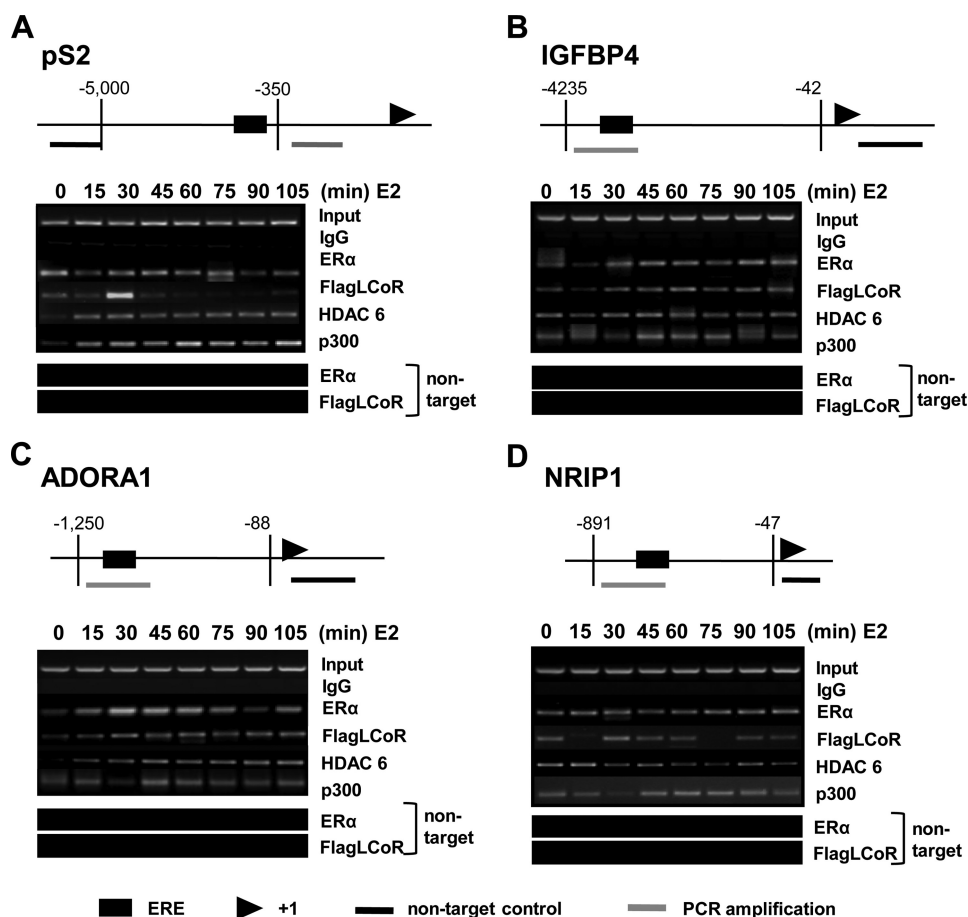 A
pS2
-5,000
-350
0 15 30 45 60 75 90 105 (min) E2
Input
IgG
ERα
FlagLCoR
HDAC 6
p300
ERα
FlagLCoR
non-
target
B
IGFBP4
-4235
-42
0 15 30 45 60 75 90 105 (min) E2
Input
IgG
ERα
FlagLCoR
HDAC 6
p300
ERα
FlagLCoR
non-
target
C
ADORA1
-1,250
-88
0 15 30 45 60 75 90 105 (min) E2
Input
IgG
ERα
FlagLCoR
HDAC 6
p300
ERα
FlagLCoR
non-
target
D
NRIP1
-891
-47
0 15 30 45 60 75 90 105 (min) E2
Input
IgG
ERα
FlagLCoR
HDAC 6
p300
ERα
FlagLCoR
non-
target
ERE +1 non-target control PCR amplification